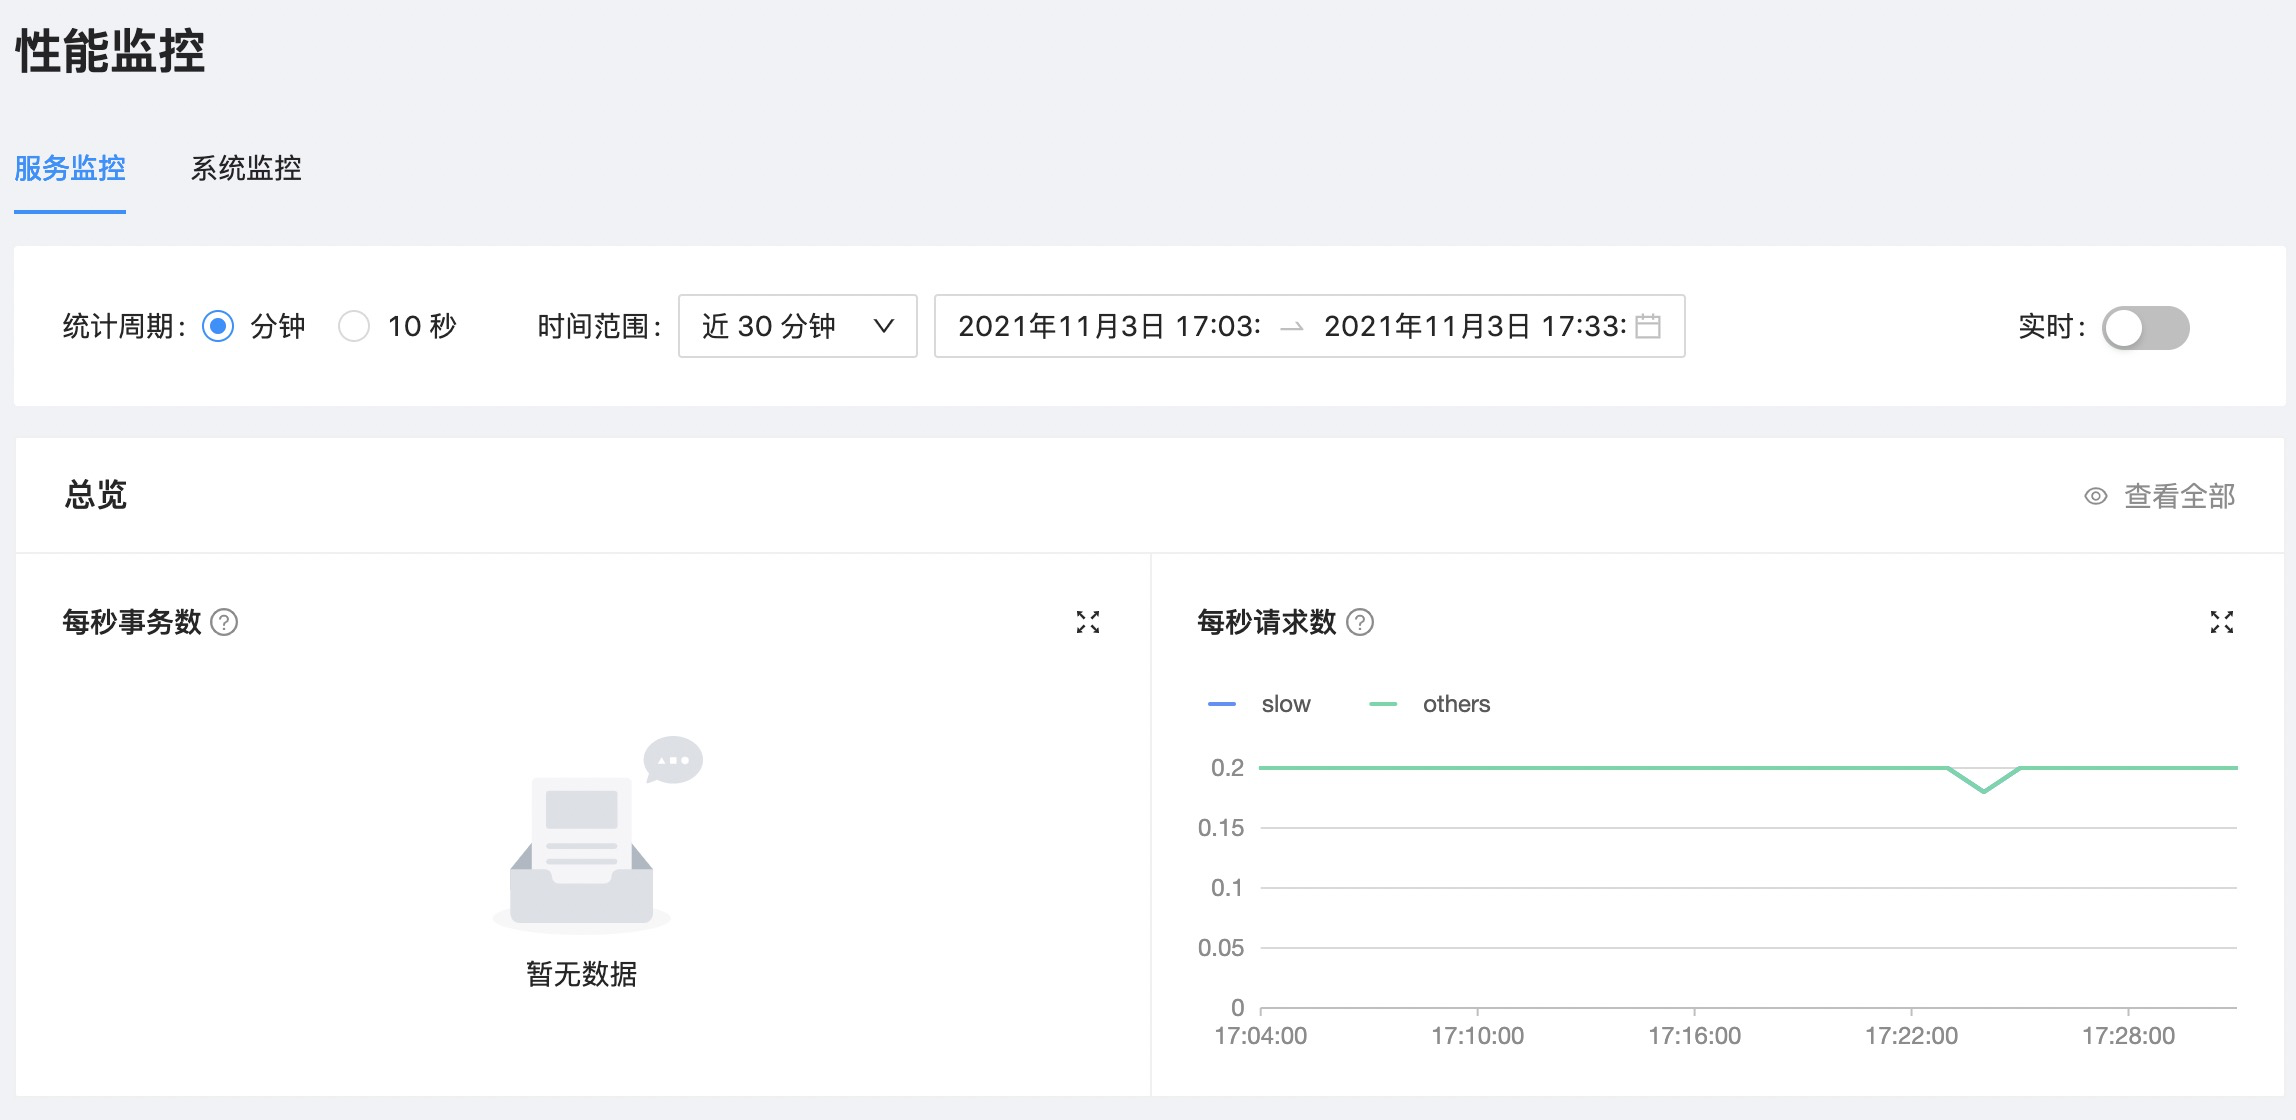 性能监控
服务监控 系统监控
统计周期: 分钟 10 秒 时间范围: 近 30 分钟 2021年11月3日 17:03: 2021年11月3日 17:33: 实时:
总览 查看全部
每秒事务数
暂无数据
每秒请求数
slow others
0.2
0.15
0.1
0.05
0
17:04:00 17:10:00 17:16:00 17:22:00 17:28:00